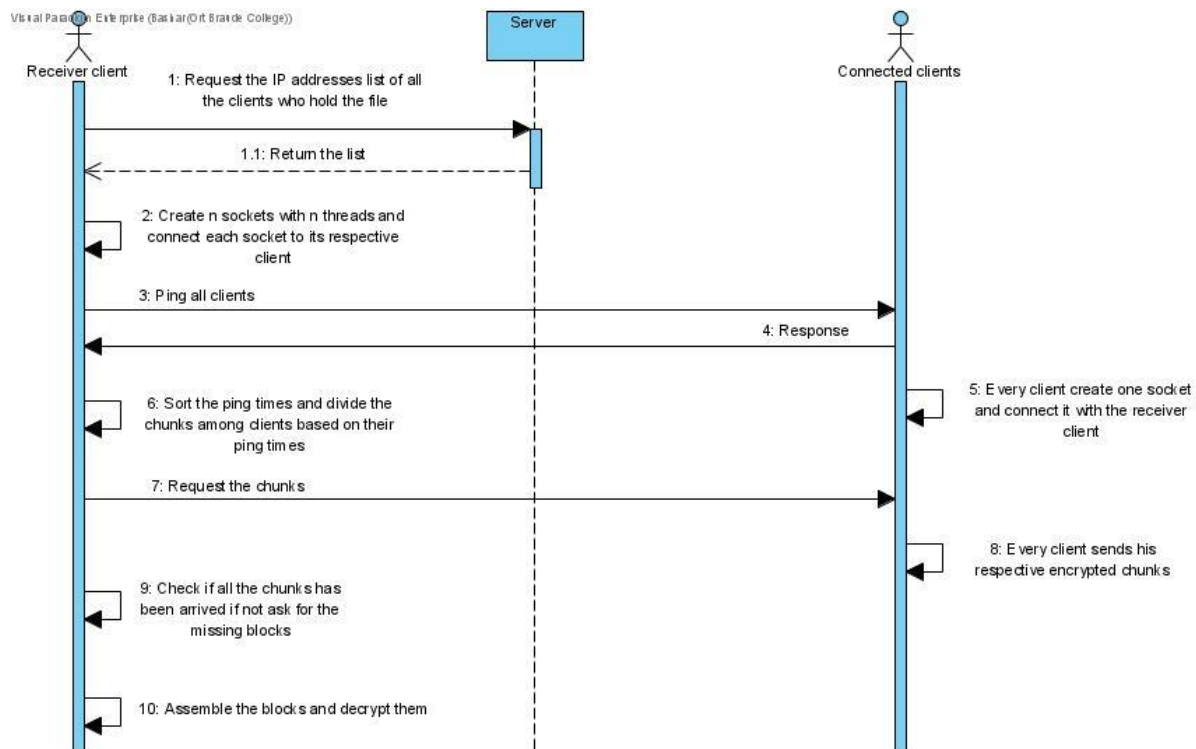 Visual Paradigm Enterprise (Bashar(Ort Braude College))
Server
Receiver client
Connected clients
1: Request the IP addresses list of all
the clients who hold the file
1.1: Return the list
2: Create n sockets with n threads and
connect each socket to its respective
client
3: Ping all clients
4: Response
5: Every client create one socket
and connect it with the receiver
client
6: Sort the ping times and divide the
chunks among clients based on their
ping times
7: Request the chunks
8: Every client sends his
respective encrypted chunks
9: Check if all the chunks has
been arrived if not ask for the
missing blocks
10: Assemble the blocks and decrypt them